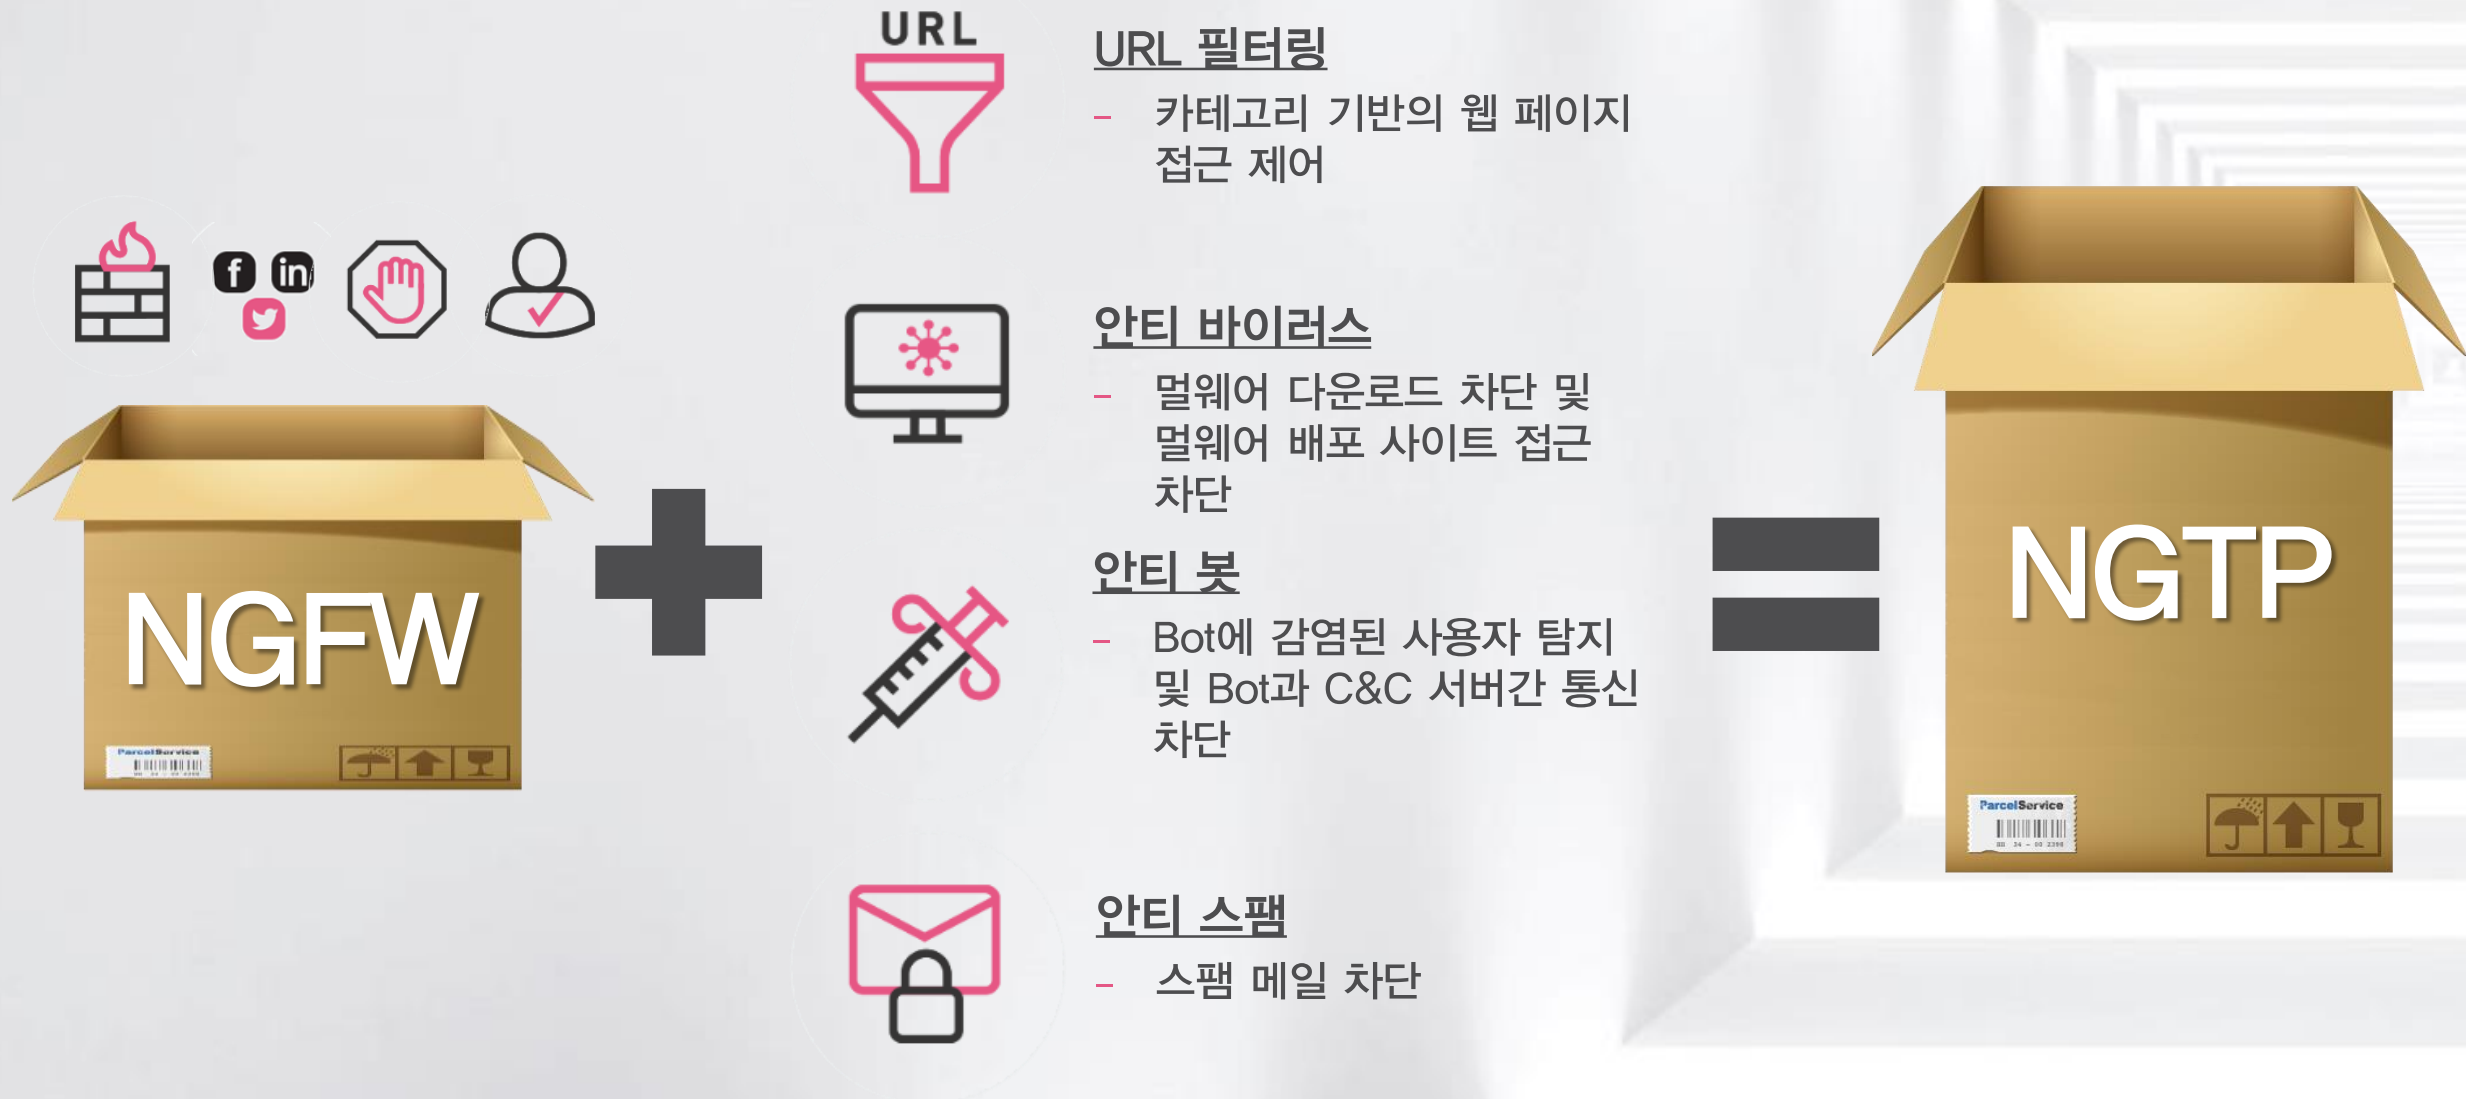 URL
URL 필터링
– 카테고리 기반의 웹 페이지
접근 제어
f in
안티 바이러스
– 멀웨어 다운로드 차단 및
멀웨어 배포 사이트 접근
차단
안티 봇
– Bot에 감염된 사용자 탐지
및 Bot과 C&C 서버간 통신
차단
안티 스팸
– 스팸 메일 차단
NGFW
ParcelService
NGTP
ParcelService